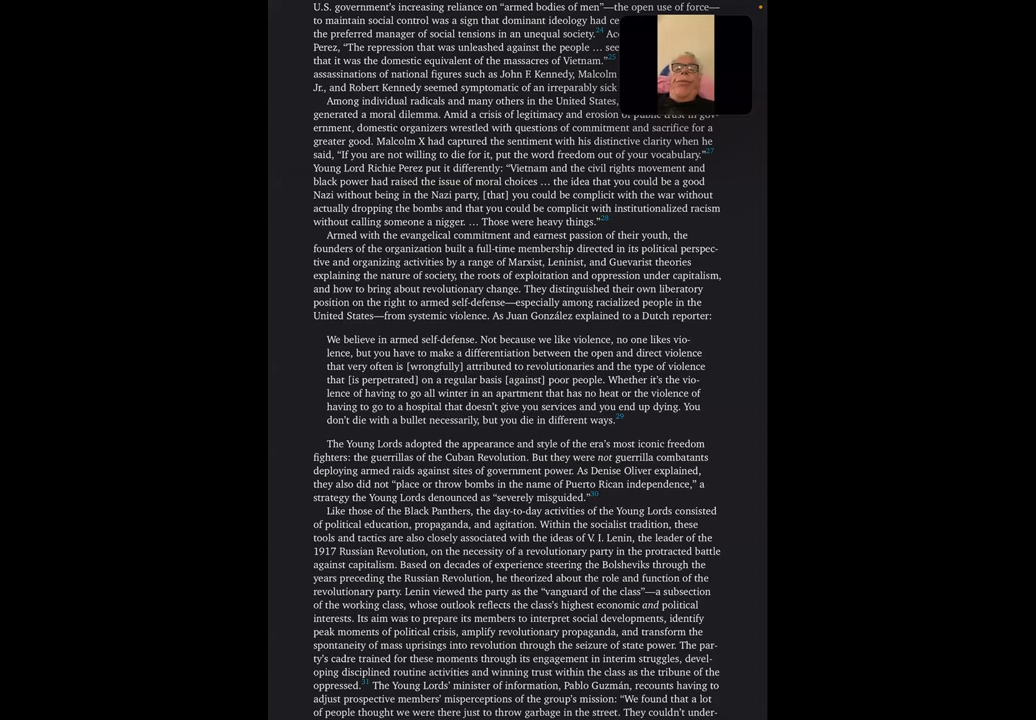 U.S. government's increasing reliance on “armed bodies of men”—the open use of force—
to maintain social control was a sign that dominant ideology had ce
the preferred manager of social tensions in an unequal society.24 Ac
Perez, “The repression that was unleashed against the people … see
that it was the domestic equivalent of the massacres of Vietnam.”25
assassinations of national figures such as John F. Kennedy, Malcolm
Jr., and Robert Kennedy seemed symptomatic of an irreparably sick
Among individual radicals and many others in the United States,
generated a moral dilemma. Amid a crisis of legitimacy and erosion of public trust in gov-
ernment, domestic organizers wrestled with questions of commitment and sacrifice for a
greater good. Malcolm X had captured the sentiment with his distinctive clarity when he
said, “If you are not willing to die for it, put the word freedom out of your vocabulary.”27
Young Lord Richie Perez put it differently: “Vietnam and the civil rights movement and
black power had raised the issue of moral choices … the idea that you could be a good
Nazi without being in the Nazi party, [that] you could be complicit with the war without
actually dropping the bombs and that you could be complicit with institutionalized racism
without calling someone a nigger. … Those were heavy things.”28
Armed with the evangelical commitment and earnest passion of their youth, the
founders of the organization built a full-time membership directed in its political perspec-
tive and organizing activities by a range of Marxist, Leninist, and Guevarist theories
explaining the nature of society, the roots of exploitation and oppression under capitalism,
and how to bring about revolutionary change. They distinguished their own liberatory
position on the right to armed self-defense—especially among racialized people in the
United States—from systemic violence. As Juan González explained to a Dutch reporter:
We believe in armed self-defense. Not because we like violence, no one likes vio-
lence, but you have to make a differentiation between the open and direct violence
that very often is [wrongfully] attributed to revolutionaries and the type of violence
that [is perpetrated] on a regular basis [against] poor people. Whether it's the vio-
lence of having to go all winter in an apartment that has no heat or the violence of
having to go to a hospital that doesn't give you services and you end up dying. You
don't die with a bullet necessarily, but you die in different ways.29
The Young Lords adopted the appearance and style of the era's most iconic freedom
fighters: the guerrillas of the Cuban Revolution. But they were not guerrilla combatants
deploying armed raids against sites of government power. As Denise Oliver explained,
they also did not “place or throw bombs in the name of Puerto Rican independence,” a
strategy the Young Lords denounced as “severely misguided.”30
Like those of the Black Panthers, the day-to-day activities of the Young Lords consisted
of political education, propaganda, and agitation. Within the socialist tradition, these
tools and tactics are also closely associated with the ideas of V. I. Lenin, the leader of the
1917 Russian Revolution, on the necessity of a revolutionary party in the protracted battle
against capitalism. Based on decades of experience steering the Bolsheviks through the
years preceding the Russian Revolution, he theorized about the role and function of the
revolutionary party. Lenin viewed the party as the “vanguard of the class”—a subsection
of the working class, whose outlook reflects the class's highest economic and political
interests. Its aim was to prepare its members to interpret social developments, identify
peak moments of political crisis, amplify revolutionary propaganda, and transform the
spontaneity of mass uprisings into revolution through the seizure of state power. The par-
ty's cadre trained for these moments through its engagement in interim struggles, devel-
oping disciplined routine activities and winning trust within the class as the tribune of the
oppressed.31 The Young Lords' minister of information, Pablo Guzmán, recounts having to
adjust prospective members' misperceptions of the group's mission: “We found that a lot
of people thought we were there just to throw garbage in the street. They couldn't under-